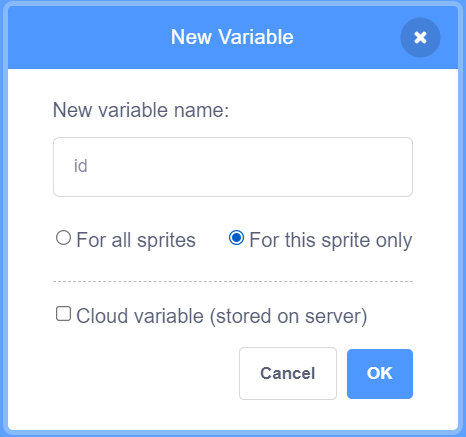 New Variable
New variable name:
id
For all sprites For this sprite only
Cloud variable (stored on server)
Cancel OK